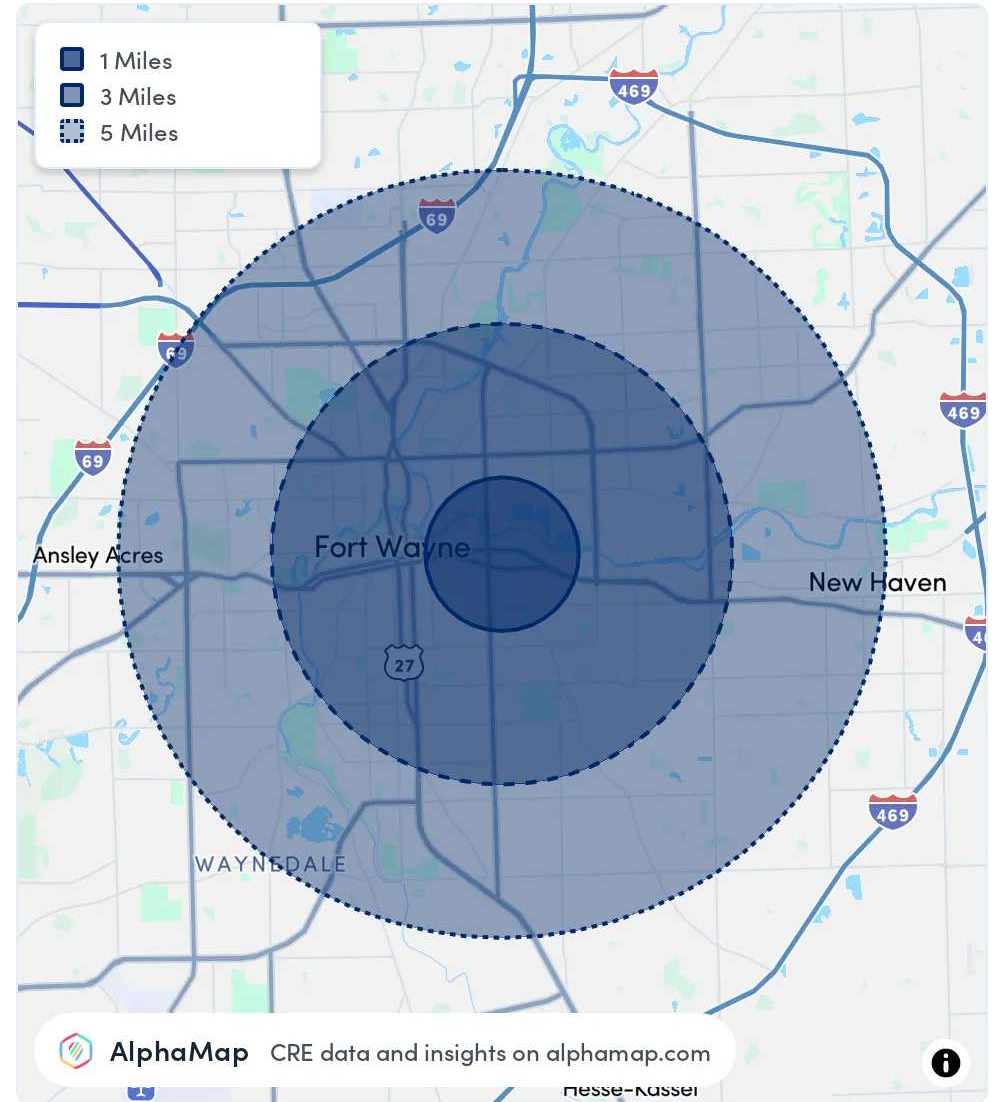 1 Miles
3 Miles
5 Miles
469
69
69
469
69
Ansley Acres
Fort Wayne
New Haven
27
469
WAYNEDALE
AlphaMap CRE data and insights on alphamap.com
1
Hesse-Kassel